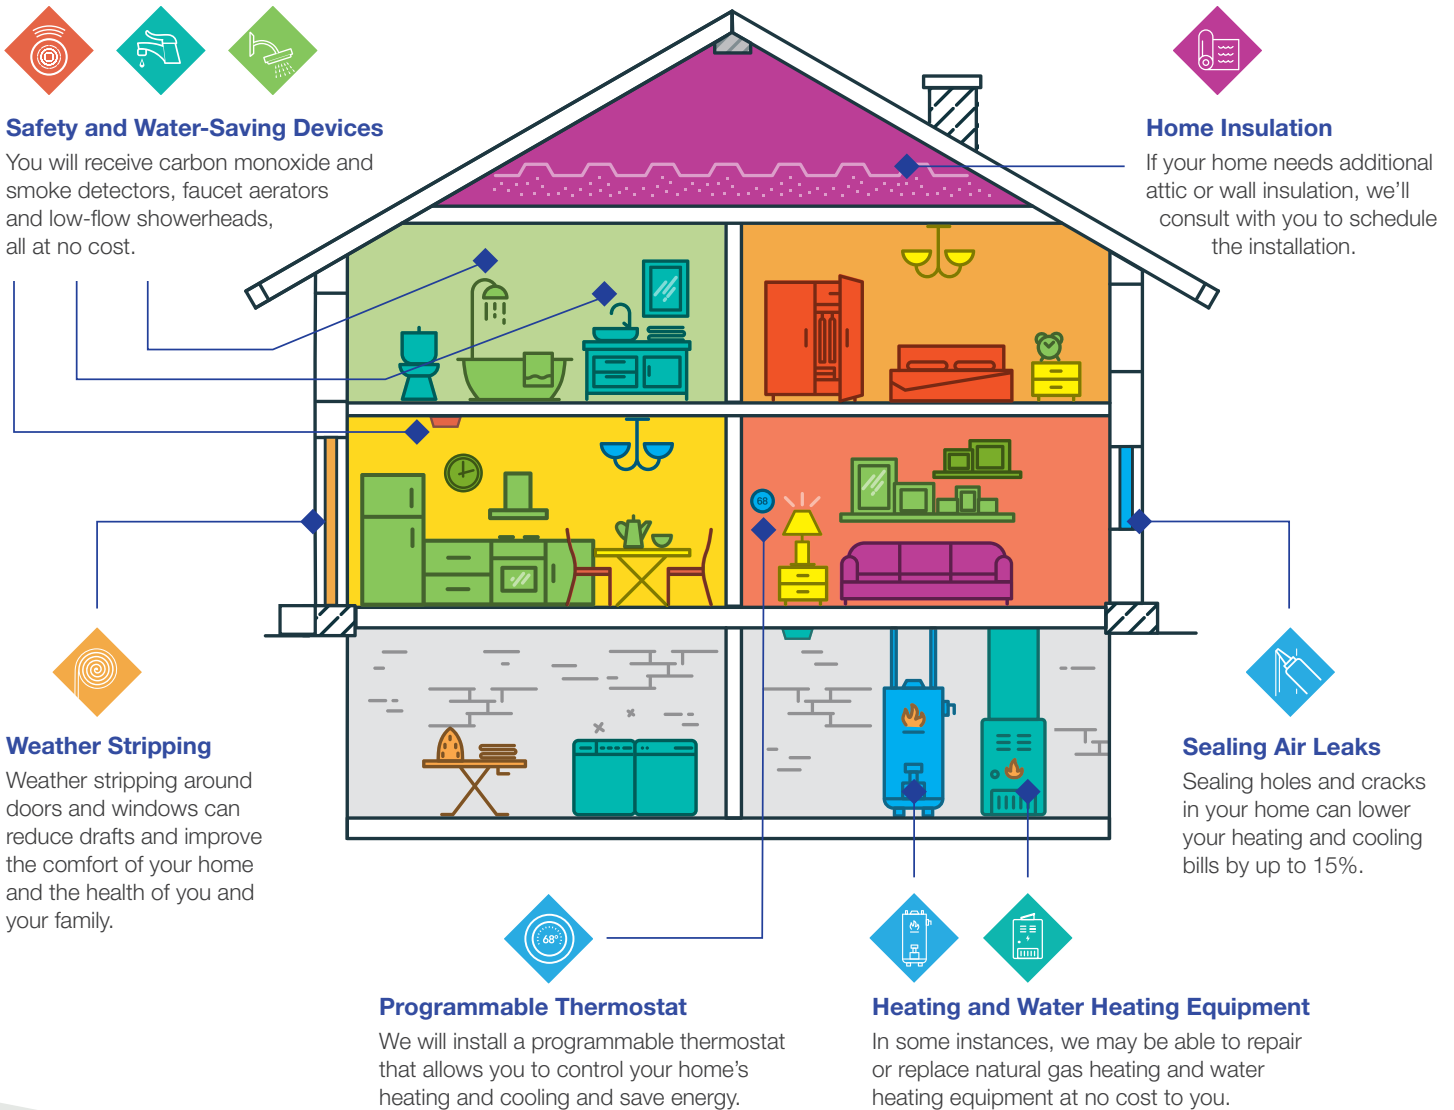 Safety and Water-Saving Devices
You will receive carbon monoxide and
smoke detectors, faucet aerators
and low-flow showerheads,
all at no cost.
Home Insulation
If your home needs additional
attic or wall insulation, we’ll
consult with you to schedule
the installation.
68
Weather Stripping
Weather stripping around
doors and windows can
reduce drafts and improve
the comfort of your home
and the health of you and
your family.
Sealing Air Leaks
Sealing holes and cracks
in your home can lower
your heating and cooling
bills by up to 15%.
68°
Programmable Thermostat
We will install a programmable thermostat
that allows you to control your home’s
heating and cooling and save energy.
Heating and Water Heating Equipment
In some instances, we may be able to repair
or replace natural gas heating and water
heating equipment at no cost to you.